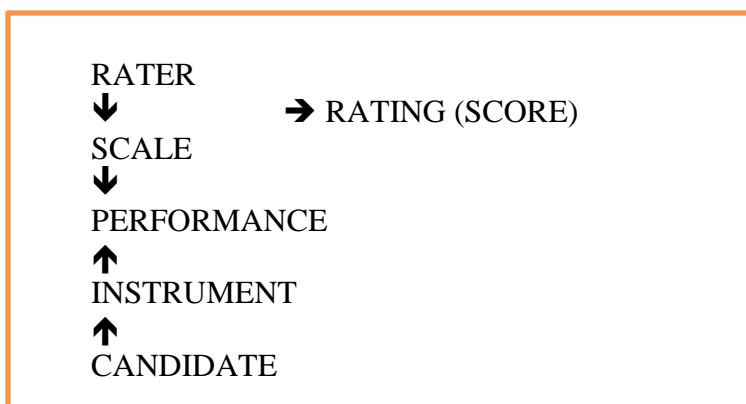 RATER
🡻 🡺 RATING (SCORE)
SCALE
🡻
PERFORMANCE
🡹
INSTRUMENT
🡹
CANDIDATE